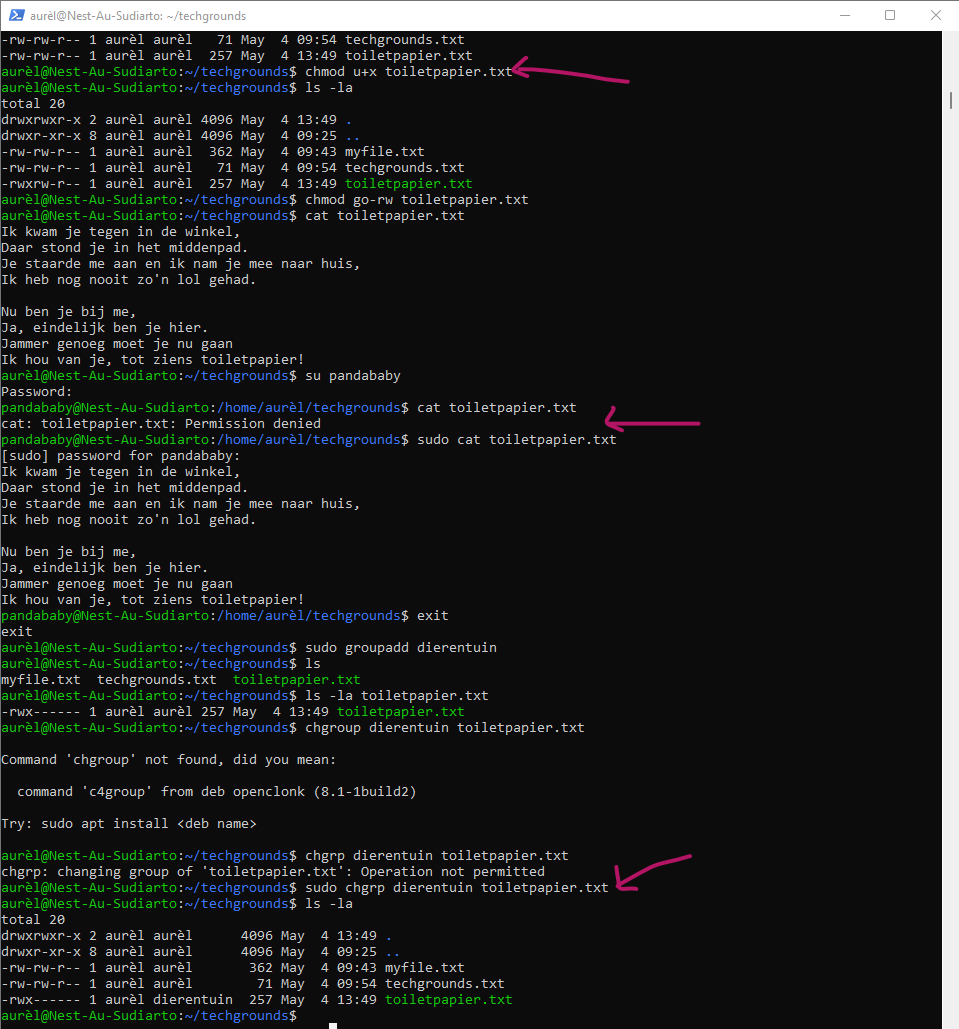 aurèl@Nest-Au-Sudiarto: ~/techgrounds
-rw-rw-r-- 1 aurèl aurèl   71 May  4 09:54 techgrounds.txt
-rw-rw-r-- 1 aurèl aurèl  257 May  4 13:49 toiletpapier.txt
aurèl@Nest-Au-Sudiarto:~/techgrounds$ chmod u+x toiletpapier.txt
aurèl@Nest-Au-Sudiarto:~/techgrounds$ ls -la
total 20
drwxrwxr-x 2 aurèl aurèl 4096 May  4 13:49 .
drwxr-xr-x 8 aurèl aurèl 4096 May  4 09:25 ..
-rw-rw-r-- 1 aurèl aurèl  362 May  4 09:43 myfile.txt
-rw-rw-r-- 1 aurèl aurèl   71 May  4 09:54 techgrounds.txt
-rwxrw-r-- 1 aurèl aurèl  257 May  4 13:49 toiletpapier.txt
aurèl@Nest-Au-Sudiarto:~/techgrounds$ chmod go-rw toiletpapier.txt
aurèl@Nest-Au-Sudiarto:~/techgrounds$ cat toiletpapier.txt
Ik kwam je tegen in de winkel,
Daar stond je in het middenpad.
Je staarde me aan en ik nam je mee naar huis,
Ik heb nog nooit zo'n lol gehad.

Nu ben je bij me,
Ja, eindelijk ben je hier.
Jammer genoeg moet je nu gaan
Ik hou van je, tot ziens toiletpapier!
aurèl@Nest-Au-Sudiarto:~/techgrounds$ su pandababy
Password:
pandababy@Nest-Au-Sudiarto:/home/aurèl/techgrounds$ cat toiletpapier.txt
cat: toiletpapier.txt: Permission denied
pandababy@Nest-Au-Sudiarto:/home/aurèl/techgrounds$ sudo cat toiletpapier.txt
[sudo] password for pandababy:
Ik kwam je tegen in de winkel,
Daar stond je in het middenpad.
Je staarde me aan en ik nam je mee naar huis,
Ik heb nog nooit zo'n lol gehad.

Nu ben je bij me,
Ja, eindelijk ben je hier.
Jammer genoeg moet je nu gaan
Ik hou van je, tot ziens toiletpapier!
pandababy@Nest-Au-Sudiarto:/home/aurèl/techgrounds$ exit
exit
aurèl@Nest-Au-Sudiarto:~/techgrounds$ sudo groupadd dierentuin
aurèl@Nest-Au-Sudiarto:~/techgrounds$ ls
myfile.txt  techgrounds.txt  toiletpapier.txt
aurèl@Nest-Au-Sudiarto:~/techgrounds$ ls -la toiletpapier.txt
-rwx------ 1 aurèl aurèl 257 May  4 13:49 toiletpapier.txt
aurèl@Nest-Au-Sudiarto:~/techgrounds$ chgroup dierentuin toiletpapier.txt

Command 'chgroup' not found, did you mean:

  command 'c4group' from deb openclonk (8.1-1build2)

Try: sudo apt install <deb name>

aurèl@Nest-Au-Sudiarto:~/techgrounds$ chgrp dierentuin toiletpapier.txt
chgrp: changing group of 'toiletpapier.txt': Operation not permitted
aurèl@Nest-Au-Sudiarto:~/techgrounds$ sudo chgrp dierentuin toiletpapier.txt
aurèl@Nest-Au-Sudiarto:~/techgrounds$ ls -la
total 20
drwxrwxr-x 2 aurèl aurèl      4096 May  4 13:49 .
drwxr-xr-x 8 aurèl aurèl      4096 May  4 09:25 ..
-rw-rw-r-- 1 aurèl aurèl       362 May  4 09:43 myfile.txt
-rw-rw-r-- 1 aurèl aurèl        71 May  4 09:54 techgrounds.txt
-rwx------ 1 aurèl dierentuin  257 May  4 13:49 toiletpapier.txt
aurèl@Nest-Au-Sudiarto:~/techgrounds$